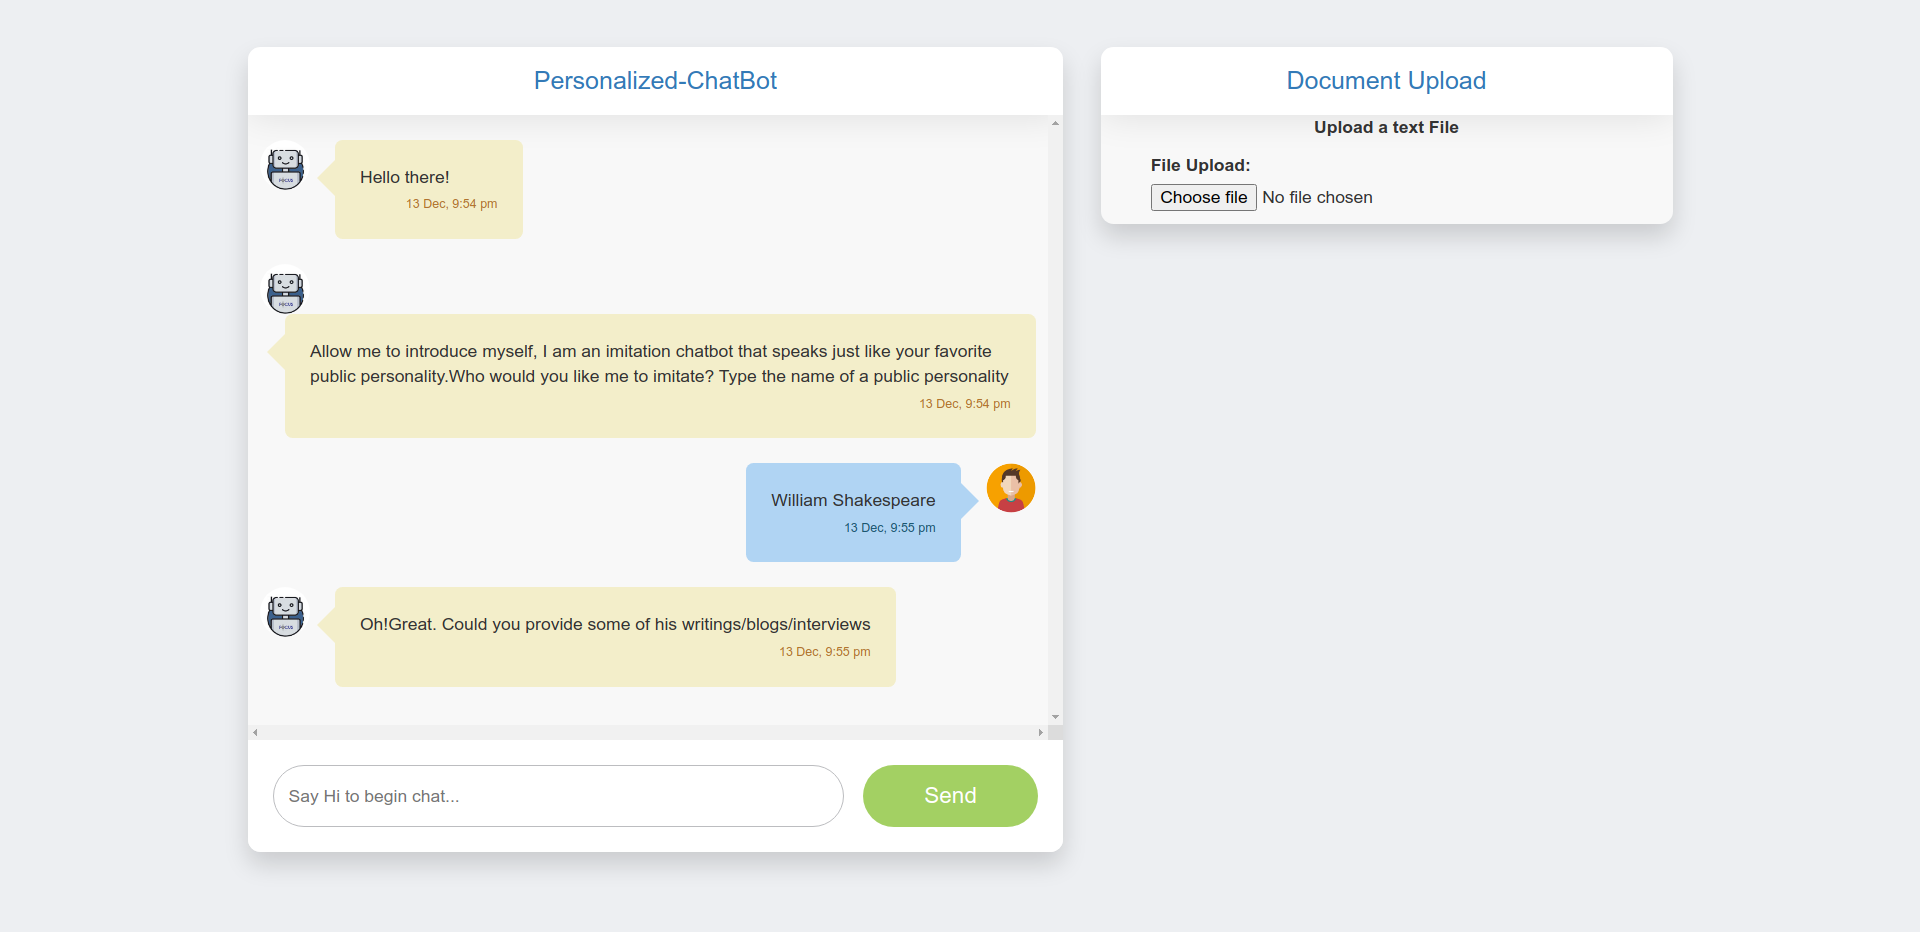 Personalized-ChatBot
Hello there!
13 Dec, 9:54 pm
Allow me to introduce myself, I am an imitation chatbot that speaks just like your favorite
public personality.Who would you like me to imitate? Type the name of a public personality
13 Dec, 9:54 pm
William Shakespeare
13 Dec, 9:55 pm
Oh!Great. Could you provide some of his writings/blogs/interviews
13 Dec, 9:55 pm
Say Hi to begin chat...
Send
Document Upload
Upload a text File
File Upload:
Choose file No file chosen